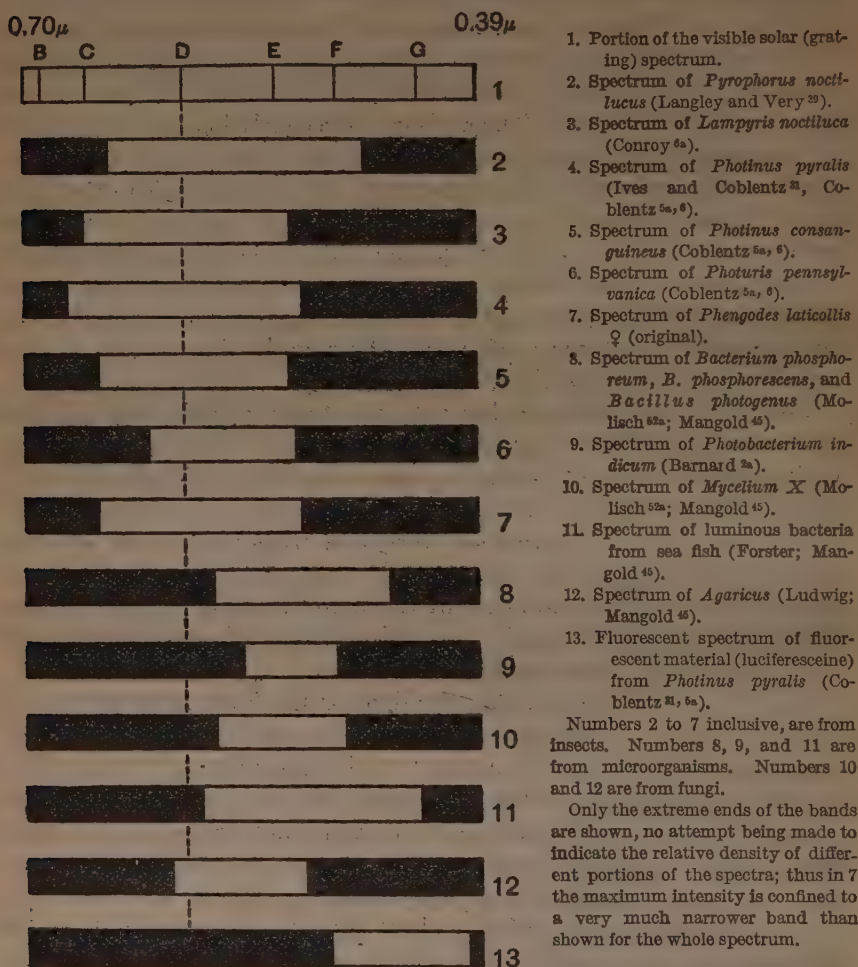 0.70μ 0.39μ
B C D E F G
1
2
3
4
5
6
7
8
9
10
11
12
13
1. Portion of the visible solar (grat-
ing) spectrum.
2. Spectrum of Pyrophorus nocti-
lucus (Langley and Very 39).
3. Spectrum of Lampyris noctiluca
(Conroy 6a).
4. Spectrum of Photinus pyralis
(Ives and Coblentz 31, Co-
blentz 5a, 6).
5. Spectrum of Photinus consan-
guineus (Coblentz 5a, 6).
6. Spectrum of Photuris pennsyl-
vanica (Coblentz 5a, 6).
7. Spectrum of Phengodes laticollis
♀ (original).
8. Spectrum of Bacterium phospho-
reum, B. phosphorescens, and
Bacillus photogenus (Mo-
lisch 52a; Mangold 45).
9. Spectrum of Photobacterium in-
dicum (Barnard 2a).
10. Spectrum of Mycelium X (Mo-
lisch 52a; Mangold 45).
11. Spectrum of luminous bacteria
from sea fish (Forster; Man-
gold 45).
12. Spectrum of Agaricus (Ludwig;
Mangold 45).
13. Fluorescent spectrum of fluor-
escent material (luciferesceine)
from Photinus pyralis (Co-
blentz 31, 5a).
Numbers 2 to 7 inclusive, are from
insects. Numbers 8, 9, and 11 are
from microorganisms. Numbers 10
and 12 are from fungi.
Only the extreme ends of the bands
are shown, no attempt being made to
indicate the relative density of differ-
ent portions of the spectra; thus in 7
the maximum intensity is confined to
a very much narrower band than
shown for the whole spectrum.